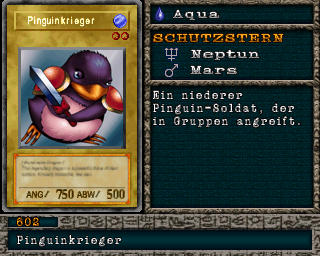 Pinguinkrieger
ANG/ 750 ABW/ 500
Aqua
SCHUTZSTERN
Neptun
Mars
Ein niederer
Pinguin-Soldat, der
in Gruppen angreift.
602
Pinguinkrieger